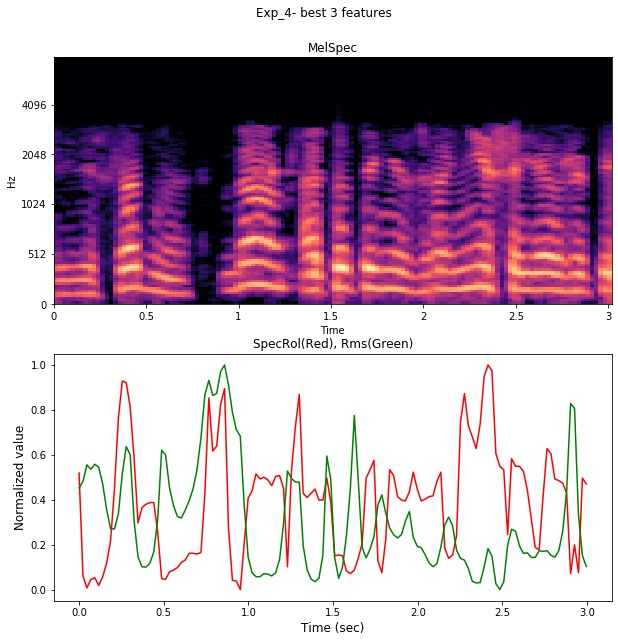 Exp_4- best 3 features
MelSpec
4096
2048
1024
512
0
Hz
0 0.5 1 1.5 2 2.5 3
Time
SpecRol(Red), Rms(Green)
1.0
0.8
0.6
0.4
0.2
0.0
Normalized value
0.0 0.5 1.0 1.5 2.0 2.5 3.0
Time (sec)